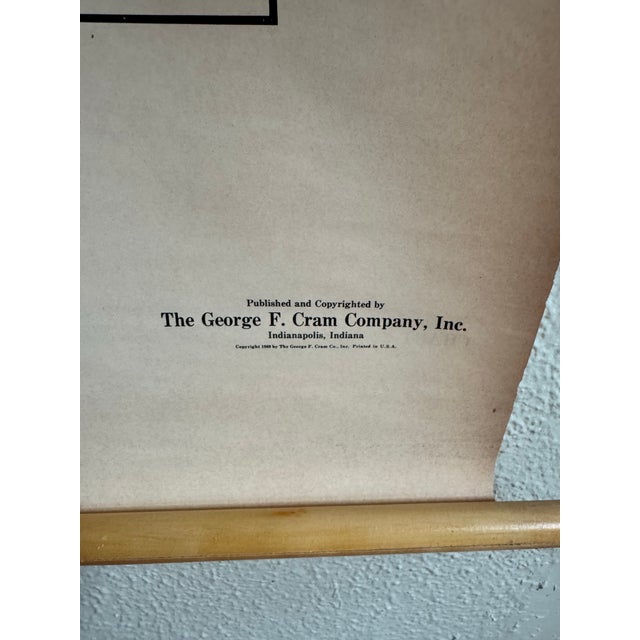 Published and Copyrighted by
The George F. Cram Company, Inc.
Indianapolis, Indiana
Copyright 1969 by The George F. Cram Co., Inc. Printed in U.S.A.